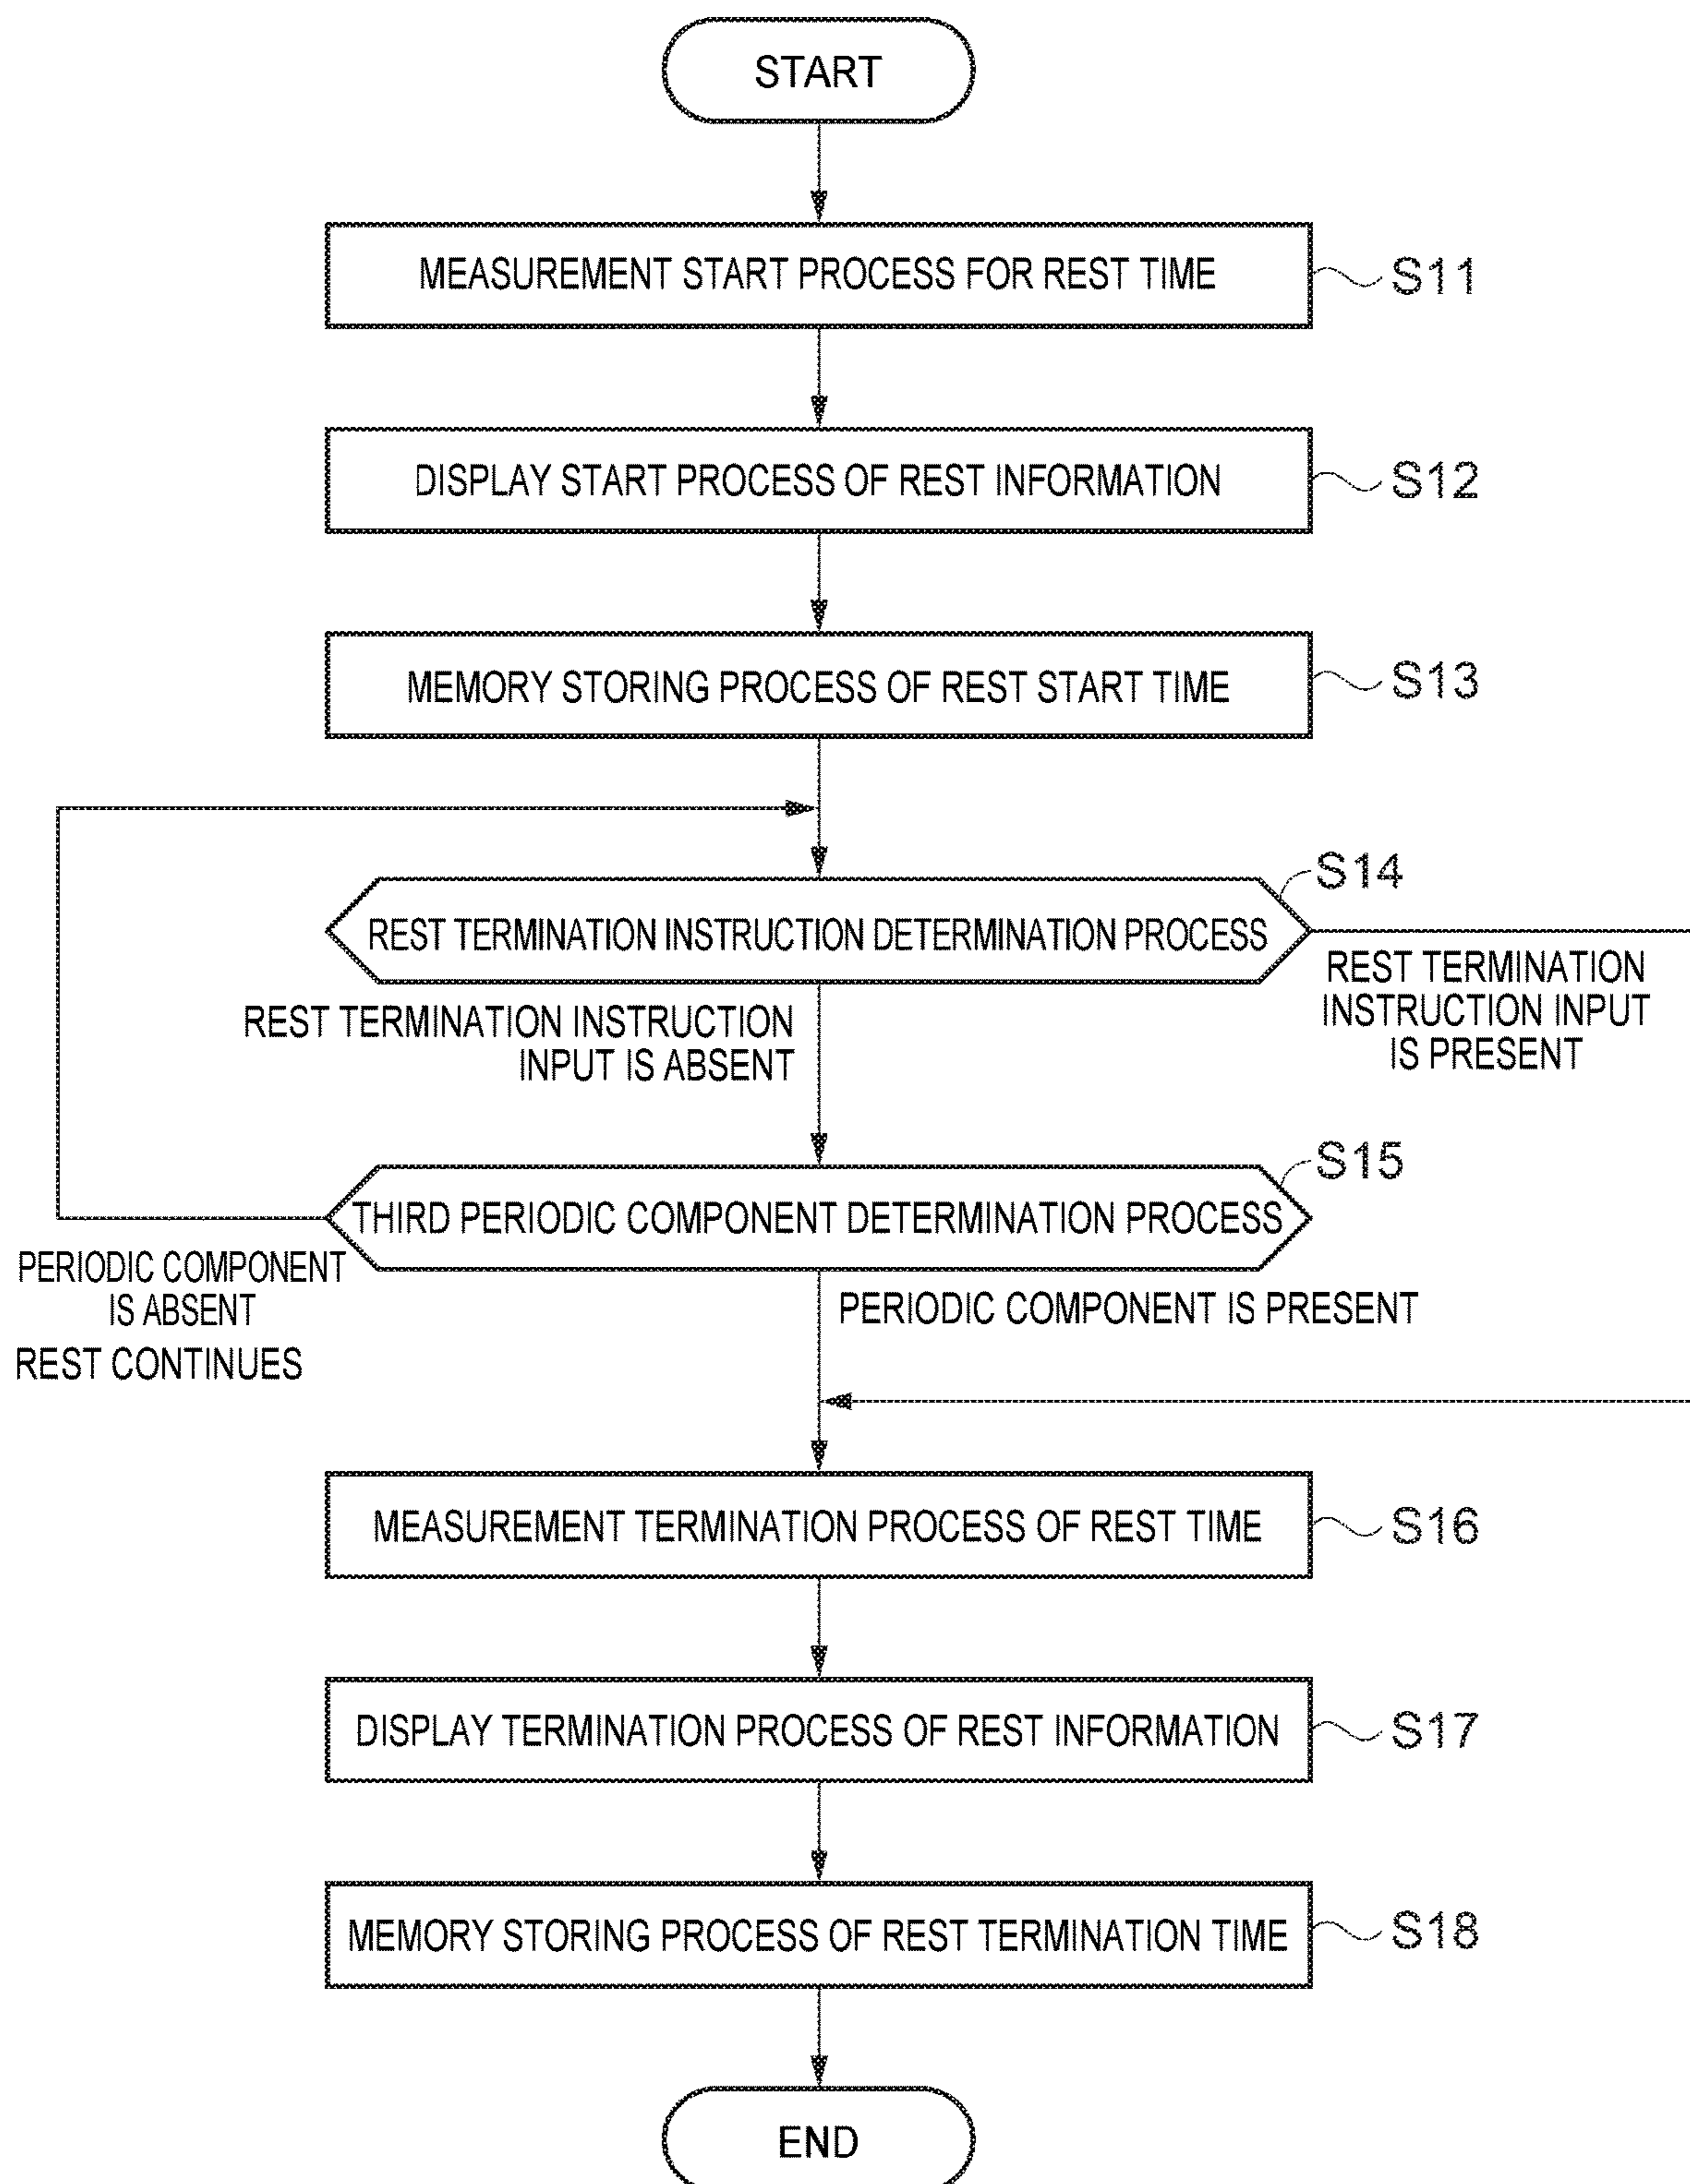 START
MEASUREMENT START PROCESS FOR REST TIME
S11
DISPLAY START PROCESS OF REST INFORMATION
S12
MEMORY STORING PROCESS OF REST START TIME
S13
S14
REST TERMINATION INSTRUCTION DETERMINATION PROCESS
REST TERMINATION
INSTRUCTION INPUT
IS PRESENT
REST TERMINATION INSTRUCTION
INPUT IS ABSENT
S15
THIRD PERIODIC COMPONENT DETERMINATION PROCESS
PERIODIC COMPONENT
IS ABSENT
REST CONTINUES
PERIODIC COMPONENT IS PRESENT
MEASUREMENT TERMINATION PROCESS OF REST TIME
S16
DISPLAY TERMINATION PROCESS OF REST INFORMATION
S17
MEMORY STORING PROCESS OF REST TERMINATION TIME
S18
END